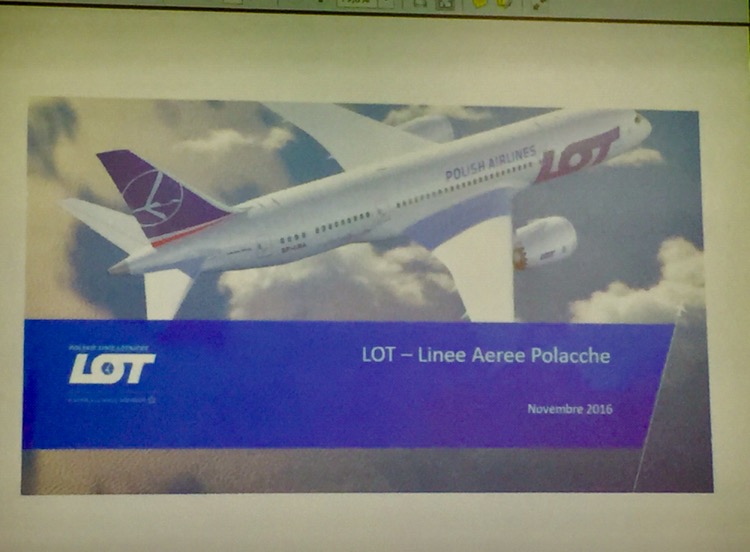 POLISH AIRLINES
LOT
LOT
LOT – Linee Aeree Polacche
Novembre 2016